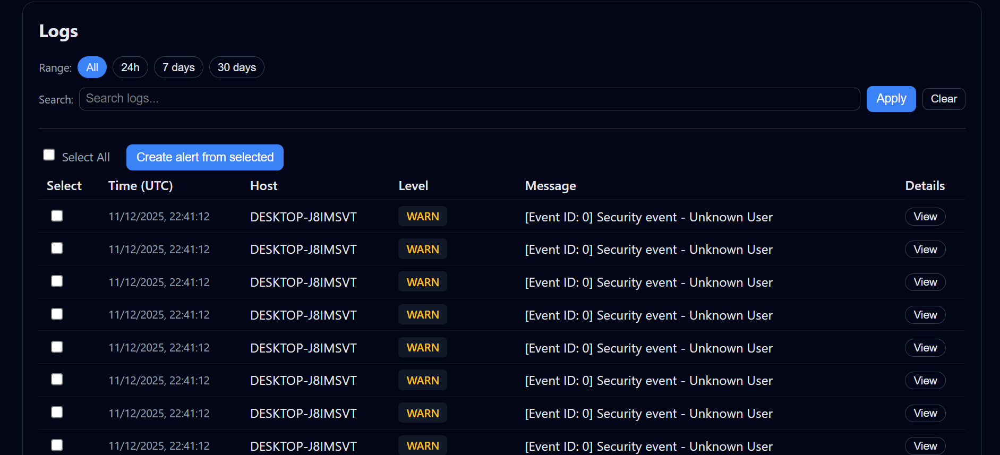 Logs
Range: All 24h 7 days 30 days
Search: Search logs... Apply Clear
Select All Create alert from selected
Select Time (UTC) Host Level Message Details
11/12/2025, 22:41:12 DESKTOP-J8IMSVT WARN [Event ID: 0] Security event - Unknown User View
11/12/2025, 22:41:12 DESKTOP-J8IMSVT WARN [Event ID: 0] Security event - Unknown User View
11/12/2025, 22:41:12 DESKTOP-J8IMSVT WARN [Event ID: 0] Security event - Unknown User View
11/12/2025, 22:41:12 DESKTOP-J8IMSVT WARN [Event ID: 0] Security event - Unknown User View
11/12/2025, 22:41:12 DESKTOP-J8IMSVT WARN [Event ID: 0] Security event - Unknown User View
11/12/2025, 22:41:12 DESKTOP-J8IMSVT WARN [Event ID: 0] Security event - Unknown User View
11/12/2025, 22:41:12 DESKTOP-J8IMSVT WARN [Event ID: 0] Security event - Unknown User View
11/12/2025, 22:41:12 DESKTOP-J8IMSVT WARN [Event ID: 0] Security event - Unknown User View